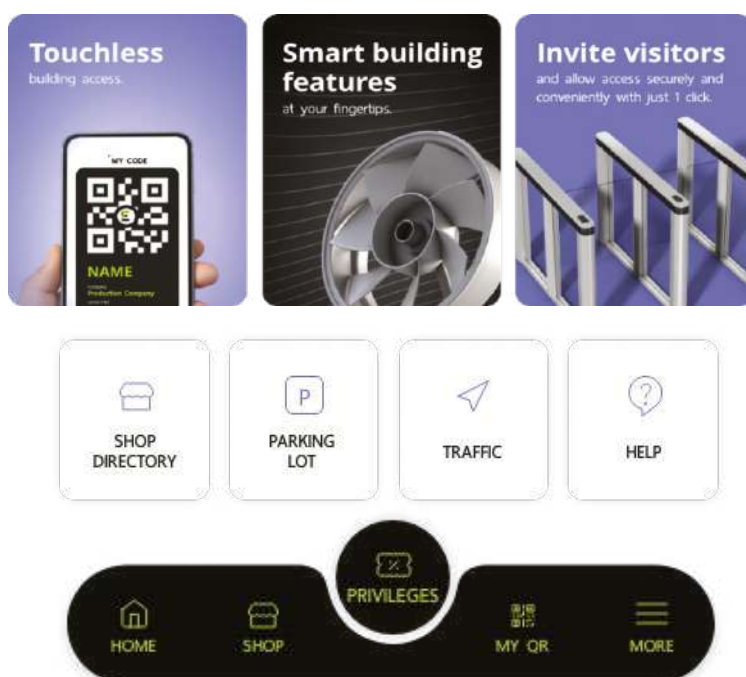 Touchless
building access.
Smart building
features
at your fingertips.
Invite visitors
and allow access securely and
conveniently with just 1 click.
MY CODE
NAME
Production Company
SHOP
DIRECTORY
P
PARKING
LOT
TRAFFIC
?
HELP
%
PRIVILEGES
HOME
SHOP
MY QR
MORE